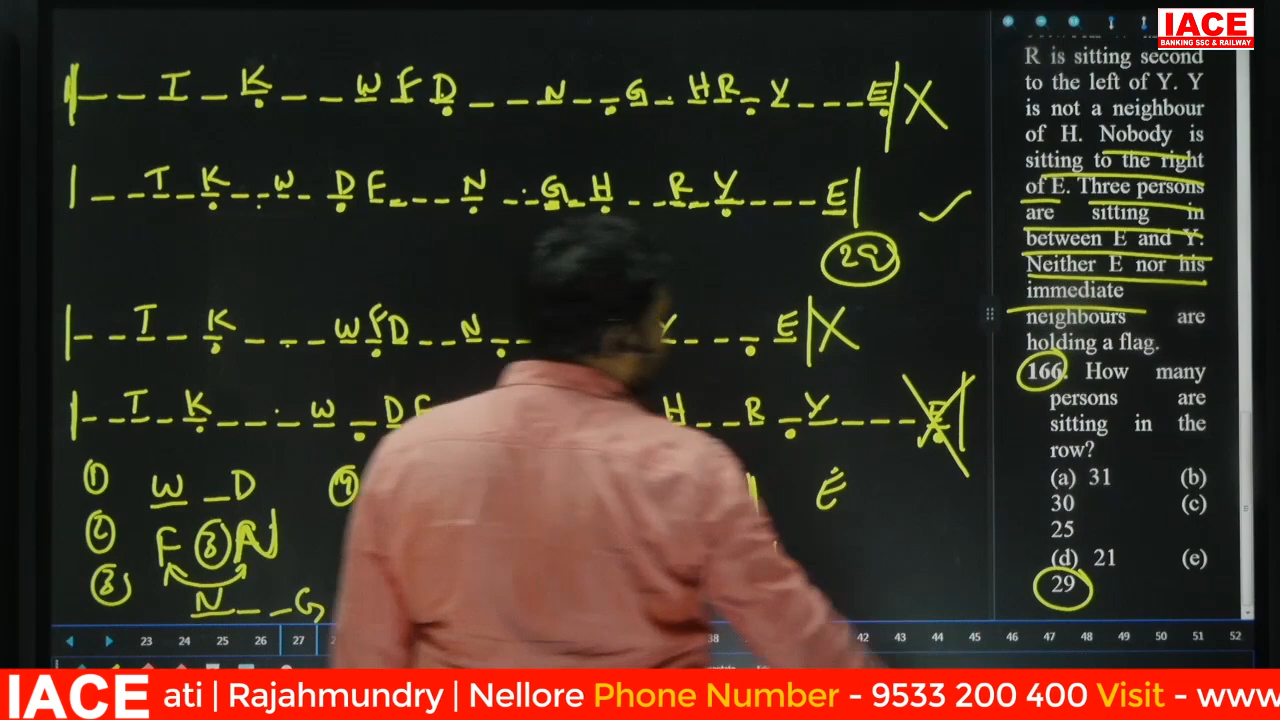 IACE
BANKING SSC & RAILWAY
R is sitting second
to the left of Y. Y
is not a neighbour
of H. Nobody is
sitting to the right
of E. Three persons
are sitting in
between E and Y.
Neither E nor his
immediate
neighbours are
holding a flag.
166. How many
persons are
sitting in the
row?
(a) 31 (b)
30 (c)
25
(d) 21 (e)
29
T K W F D N G H R Y E X
T K W D F N G H R Y E
29
T K W F D N Y E X
T K W D F H R Y E
1 W _ D
2 F 3 N
3 N _ _ G
4
E
23 24 25 26 27 38 42 43 44 45 46 47 48 49 50 51 52
IACE ati | Rajahmundry | Nellore Phone Number - 9533 200 400 Visit - www